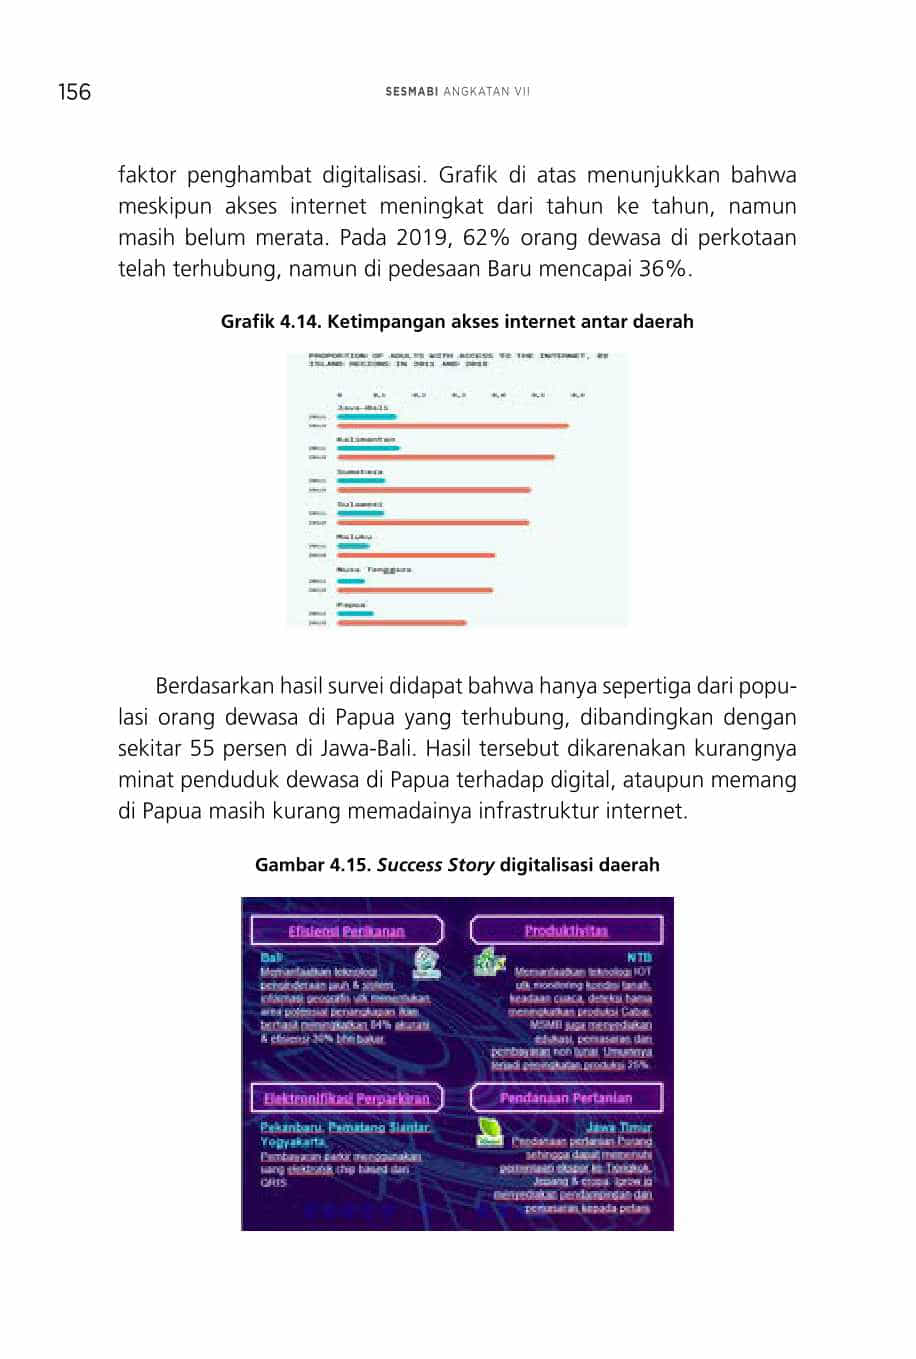 156
SESMABI ANGKATAN VII
faktor penghambat digitalisasi. Grafik di atas menunjukkan bahwa
meskipun akses internet meningkat dari tahun ke tahun, namun
masih belum merata. Pada 2019, 62% orang dewasa di perkotaan
telah terhubung, namun di pedesaan Baru mencapai 36%.
Grafik 4.14. Ketimpangan akses internet antar daerah
PROPORTION OF ADULTS WITH ACCESS TO THE INTERNET, BY
ISLAND REGIONS IN 2011 AND
0
Jawa-Bali
Kalimantan
Sumatera
Sulawesi
Maluku
Nusa Tenggara
Papua
Berdasarkan hasil survei didapat bahwa hanya sepertiga dari popu-
lasi orang dewasa di Papua yang terhubung, dibandingkan dengan
sekitar 55 persen di Jawa-Bali. Hasil tersebut dikarenakan kurangnya
minat penduduk dewasa di Papua terhadap digital, ataupun memang
di Papua masih kurang memadainya infrastruktur internet.
Gambar 4.15. Success Story digitalisasi daerah
Efisiensi Perikanan
Bali
Memanfaatkan teknologi
penginderaan jauh & sistem
informasi geografis utk menentukan
area potensial penangkapan ikan
berhasil meningkatkan 84% akurasi
& efisiensi 30% bhn bakar.
Produktivitas
NTB
Memanfaatkan teknologi IOT
utk monitoring kondisi tanah,
keadaan cuaca, deteksi hama
meningkatkan produksi Cabai.
MSMB juga menyediakan
edukasi, pemasaran dan
pembayaran non tunai. Umumnya
terjadi peningkatan produksi 25%.
Elektronifikasi Perparkiran
Pekanbaru, Pematang Siantar
Yogyakarta
Pembayaran parkir menggunakan
uang elektronik chip based dan
QRIS
Pendanaan Pertanian
Jawa Timur
Pendanaan pertanian Porang
sehingga dapat memenuhi
permintaan ekspor ke Tiongkok,
Jepang & eropa. Igrow jg
menyediakan pendampingan dan
pemasaran kepada petani.